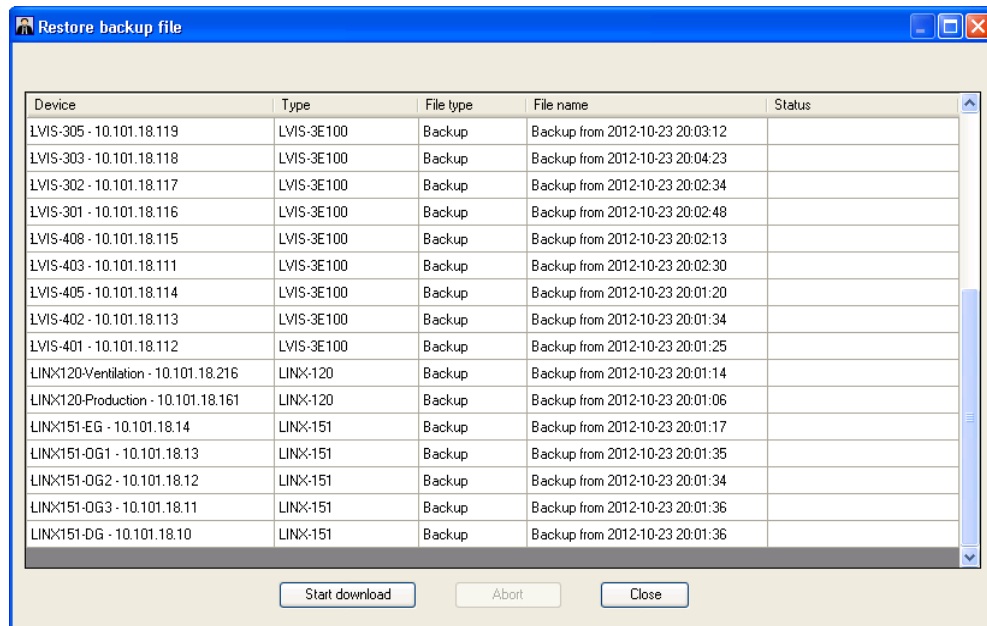 Restore backup file
Device Type File type File name Status
LVIS-305 - 10.101.18.119 LVIS-3E100 Backup Backup from 2012-10-23 20:03:12
LVIS-303 - 10.101.18.118 LVIS-3E100 Backup Backup from 2012-10-23 20:04:23
LVIS-302 - 10.101.18.117 LVIS-3E100 Backup Backup from 2012-10-23 20:02:34
LVIS-301 - 10.101.18.116 LVIS-3E100 Backup Backup from 2012-10-23 20:02:48
LVIS-408 - 10.101.18.115 LVIS-3E100 Backup Backup from 2012-10-23 20:02:13
LVIS-403 - 10.101.18.111 LVIS-3E100 Backup Backup from 2012-10-23 20:02:30
LVIS-405 - 10.101.18.114 LVIS-3E100 Backup Backup from 2012-10-23 20:01:20
LVIS-402 - 10.101.18.113 LVIS-3E100 Backup Backup from 2012-10-23 20:01:34
LVIS-401 - 10.101.18.112 LVIS-3E100 Backup Backup from 2012-10-23 20:01:25
LINX120-Ventilation - 10.101.18.216 LINX-120 Backup Backup from 2012-10-23 20:01:14
LINX120-Production - 10.101.18.161 LINX-120 Backup Backup from 2012-10-23 20:01:06
LINX151-EG - 10.101.18.14 LINX-151 Backup Backup from 2012-10-23 20:01:17
LINX151-OG1 - 10.101.18.13 LINX-151 Backup Backup from 2012-10-23 20:01:35
LINX151-OG2 - 10.101.18.12 LINX-151 Backup Backup from 2012-10-23 20:01:34
LINX151-OG3 - 10.101.18.11 LINX-151 Backup Backup from 2012-10-23 20:01:36
LINX151-DG - 10.101.18.10 LINX-151 Backup Backup from 2012-10-23 20:01:36
Start download Abort Close